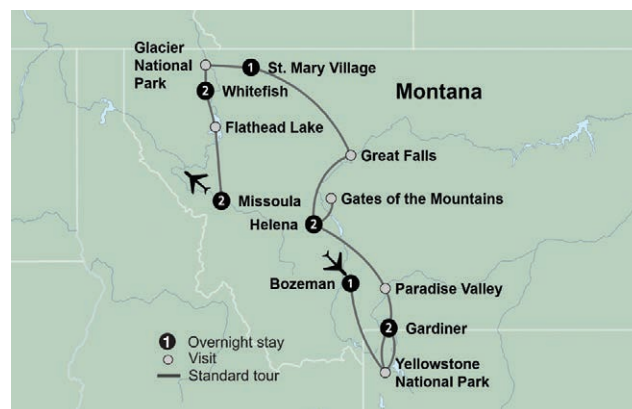 Glacier
National
Park
1 St. Mary Village
2 Whitefish
Montana
Flathead Lake
Great Falls
2 Missoula
Gates of the Mountains
Helena 2
Bozeman 1
Paradise Valley
2 Gardiner
Yellowstone
National Park
1 Overnight stay
Visit
Standard tour